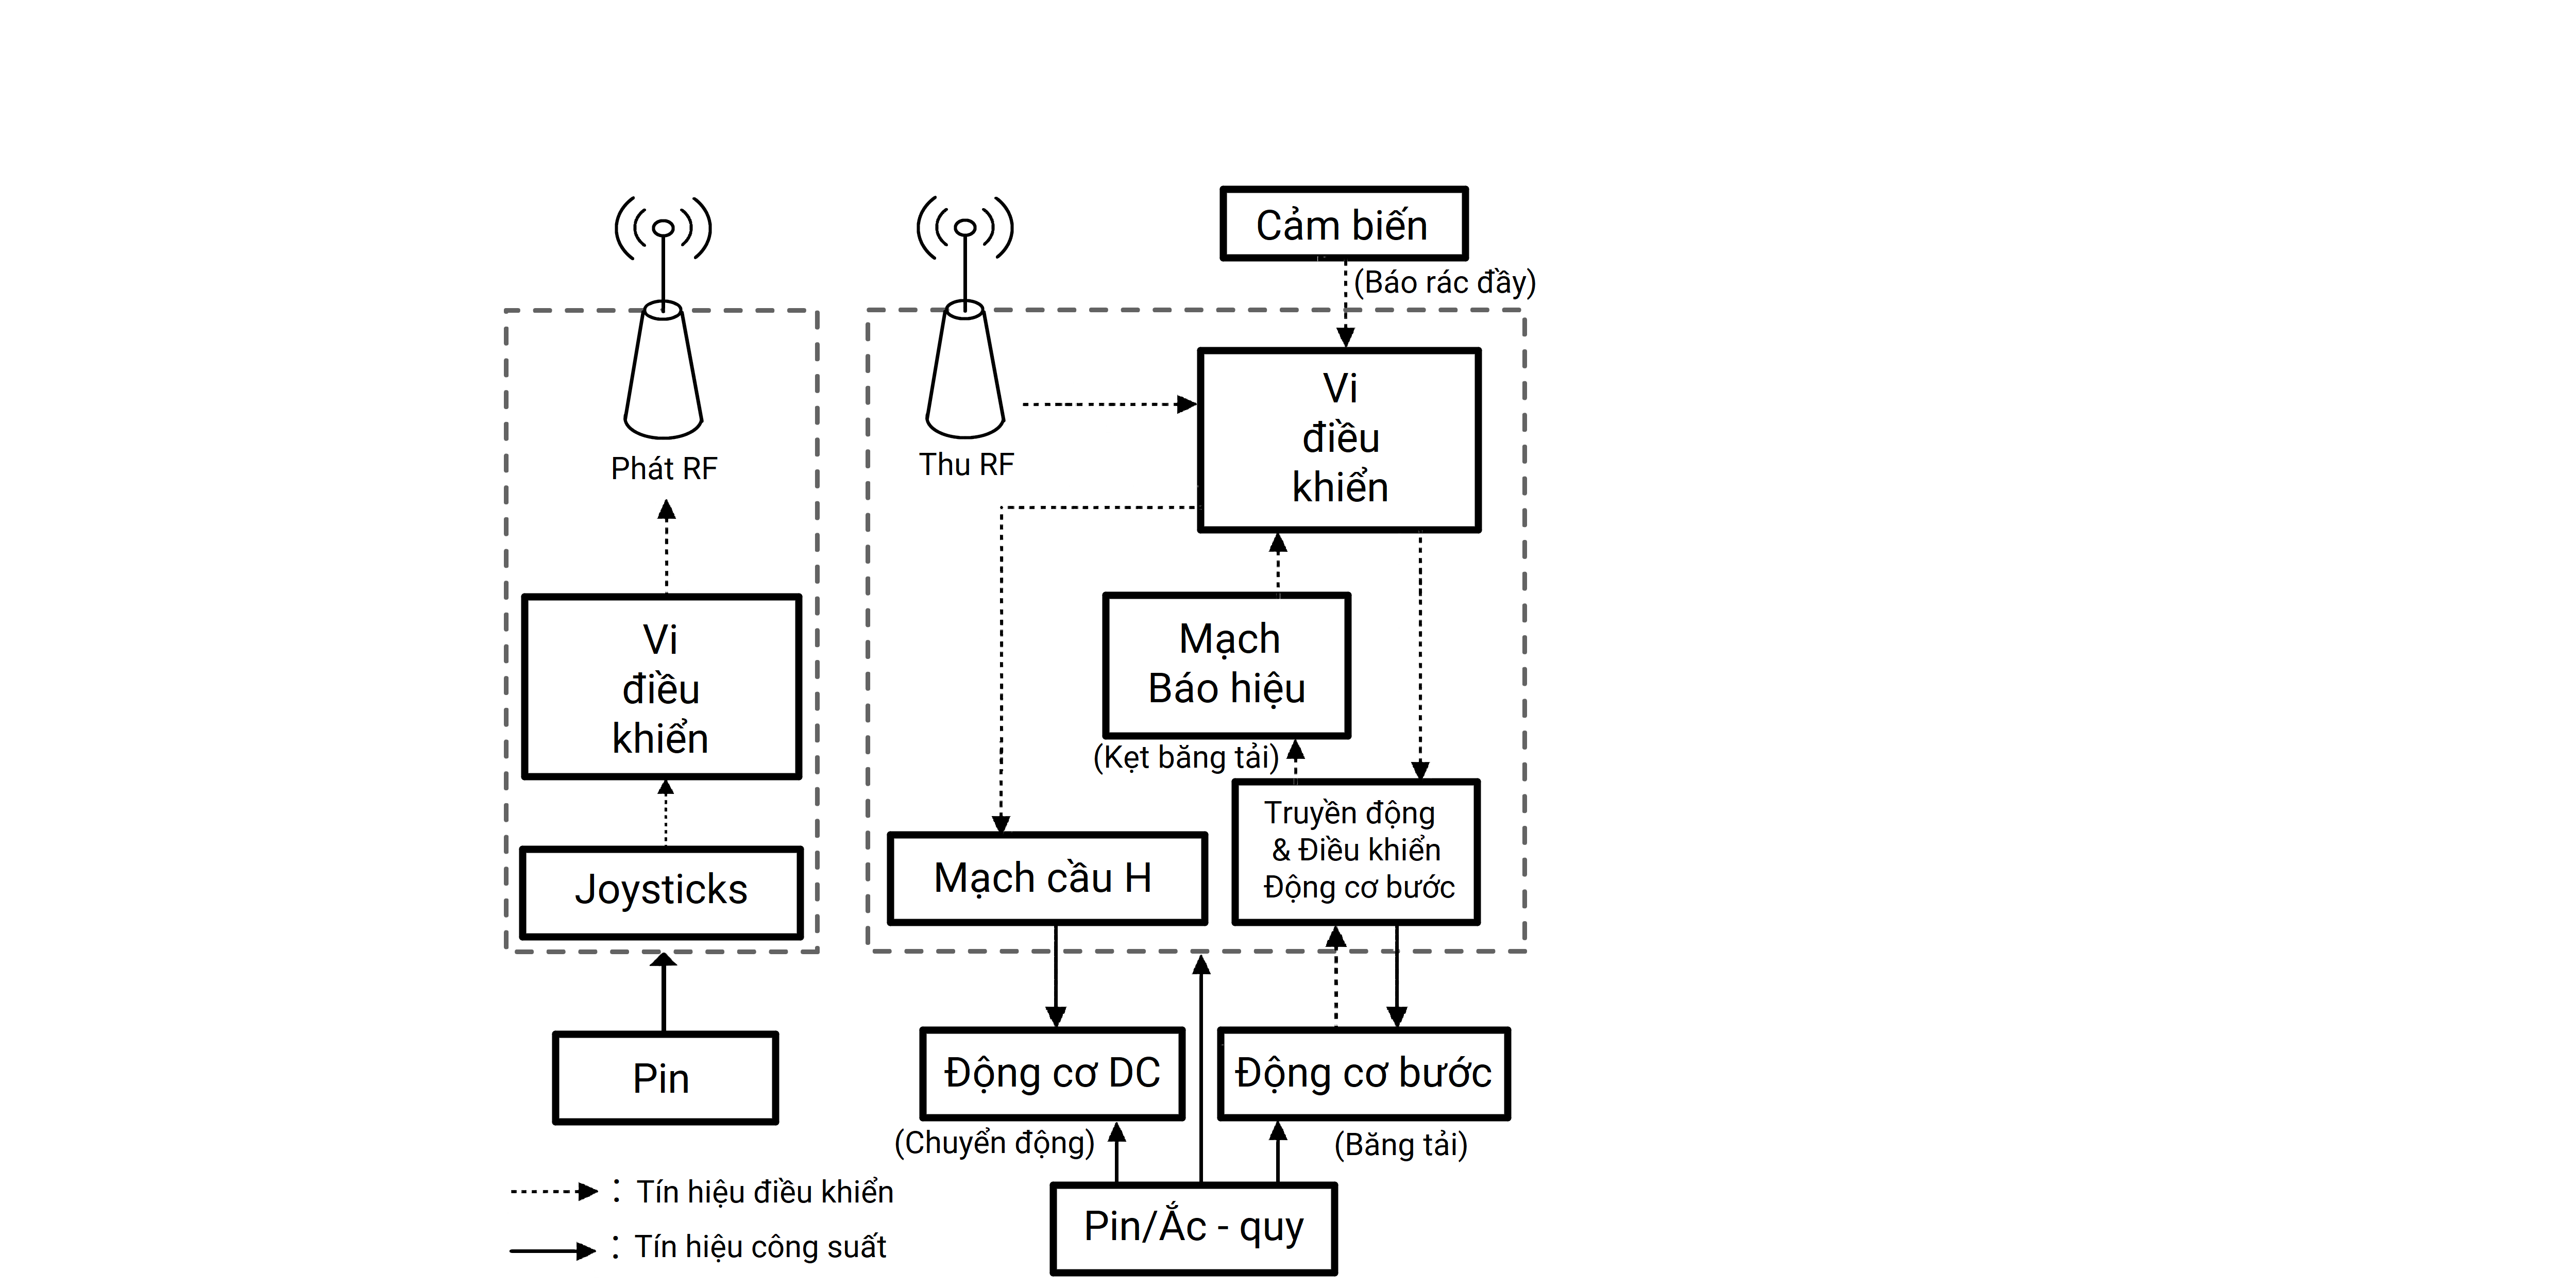 Cảm biến
(Báo rác đầy)
Phát RF
Thu RF
Vi
điều
khiển
Vi
điều
khiển
Mạch
Báo hiệu
(Kẹt băng tải)
Joysticks
Mạch cầu H
Truyền động
& Điều khiển
Động cơ bước
Pin
Động cơ DC
Động cơ bước
(Chuyển động)
(Băng tải)
Pin/Ắc - quy
: Tín hiệu điều khiển
: Tín hiệu công suất